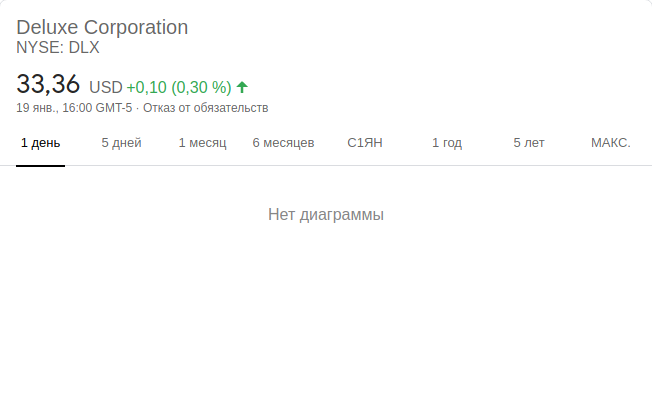 Deluxe Corporation
NYSE: DLX
33,36 USD +0,10 (0,30 %)
19 янв., 16:00 GMT-5 · Отказ от обязательств
1 день 5 дней 1 месяц 6 месяцев С1ЯН 1 год 5 лет МАКС.
Нет диаграммы